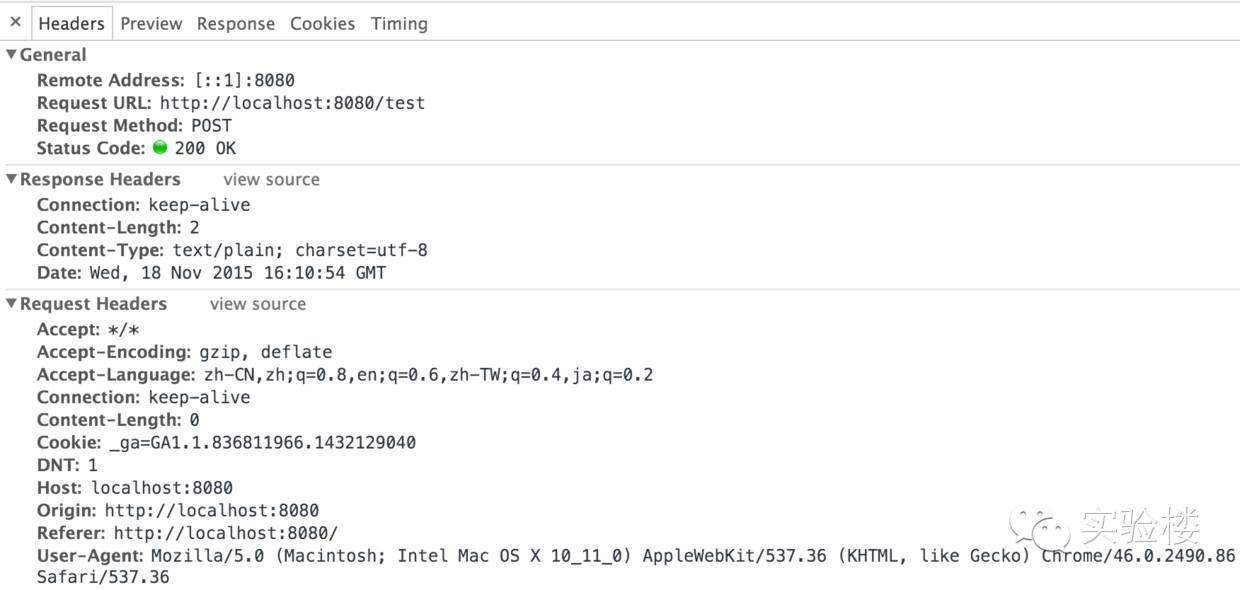 × Headers Preview Response Cookies Timing
▼General
Remote Address: [::1]:8080
Request URL: http://localhost:8080/test
Request Method: POST
Status Code: 200 OK
▼Response Headers view source
Connection: keep-alive
Content-Length: 2
Content-Type: text/plain; charset=utf-8
Date: Wed, 18 Nov 2015 16:10:54 GMT
▼Request Headers view source
Accept: */*
Accept-Encoding: gzip, deflate
Accept-Language: zh-CN,zh;q=0.8,en;q=0.6,zh-TW;q=0.4,ja;q=0.2
Connection: keep-alive
Content-Length: 0
Cookie: _ga=GA1.1.836811966.1432129040
DNT: 1
Host: localhost:8080
Origin: http://localhost:8080
Referer: http://localhost:8080/
实验楼
User-Agent: Mozilla/5.0 (Macintosh; Intel Mac OS X 10_11_0) AppleWebKit/537.36 (KHTML, like Gecko) Chrome/46.0.2490.86
Safari/537.36